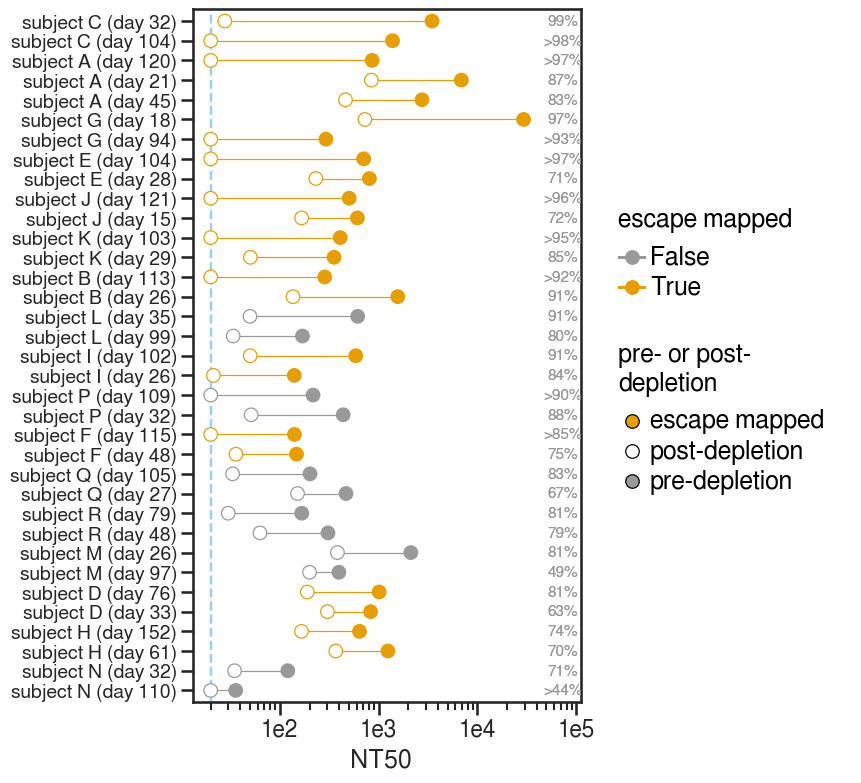 subject C (day 32) 99%
subject C (day 104) >98%
subject A (day 120) >97%
subject A (day 21) 87%
subject A (day 45) 83%
subject G (day 18) 97%
subject G (day 94) >93%
subject E (day 104) >97%
subject E (day 28) 71%
subject J (day 121) >96%
subject J (day 15) 72%
subject K (day 103) >95%
subject K (day 29) 85%
subject B (day 113) >92%
subject B (day 26) 91%
subject L (day 35) 91%
subject L (day 99) 80%
subject I (day 102) 91%
subject I (day 26) 84%
subject P (day 109) >90%
subject P (day 32) 88%
subject F (day 115) >85%
subject F (day 48) 75%
subject Q (day 105) 83%
subject Q (day 27) 67%
subject R (day 79) 81%
subject R (day 48) 79%
subject M (day 26) 81%
subject M (day 97) 49%
subject D (day 76) 81%
subject D (day 33) 63%
subject H (day 152) 74%
subject H (day 61) 70%
subject N (day 32) 71%
subject N (day 110) >44%
1e2 1e3 1e4 1e5
NT50
escape mapped
False
True
pre- or post-
depletion
escape mapped
post-depletion
pre-depletion